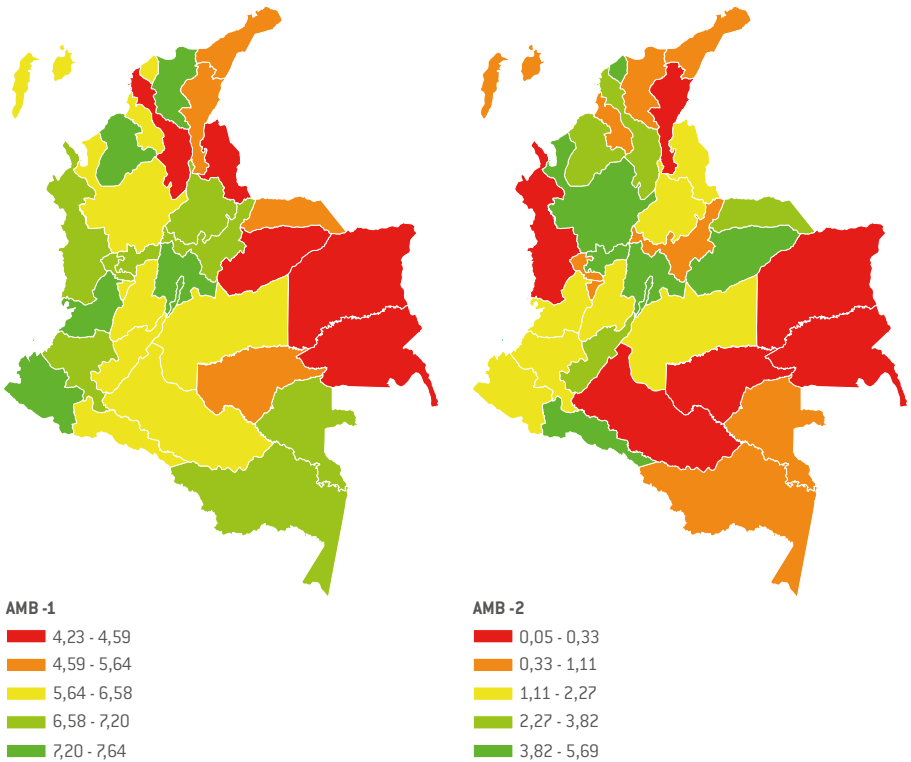 AMB -1
4,23 - 4,59
4,59 - 5,64
5,64 - 6,58
6,58 - 7,20
7,20 - 7,64
AMB -2
0,05 - 0,33
0,33 - 1,11
1,11 - 2,27
2,27 - 3,82
3,82 - 5,69